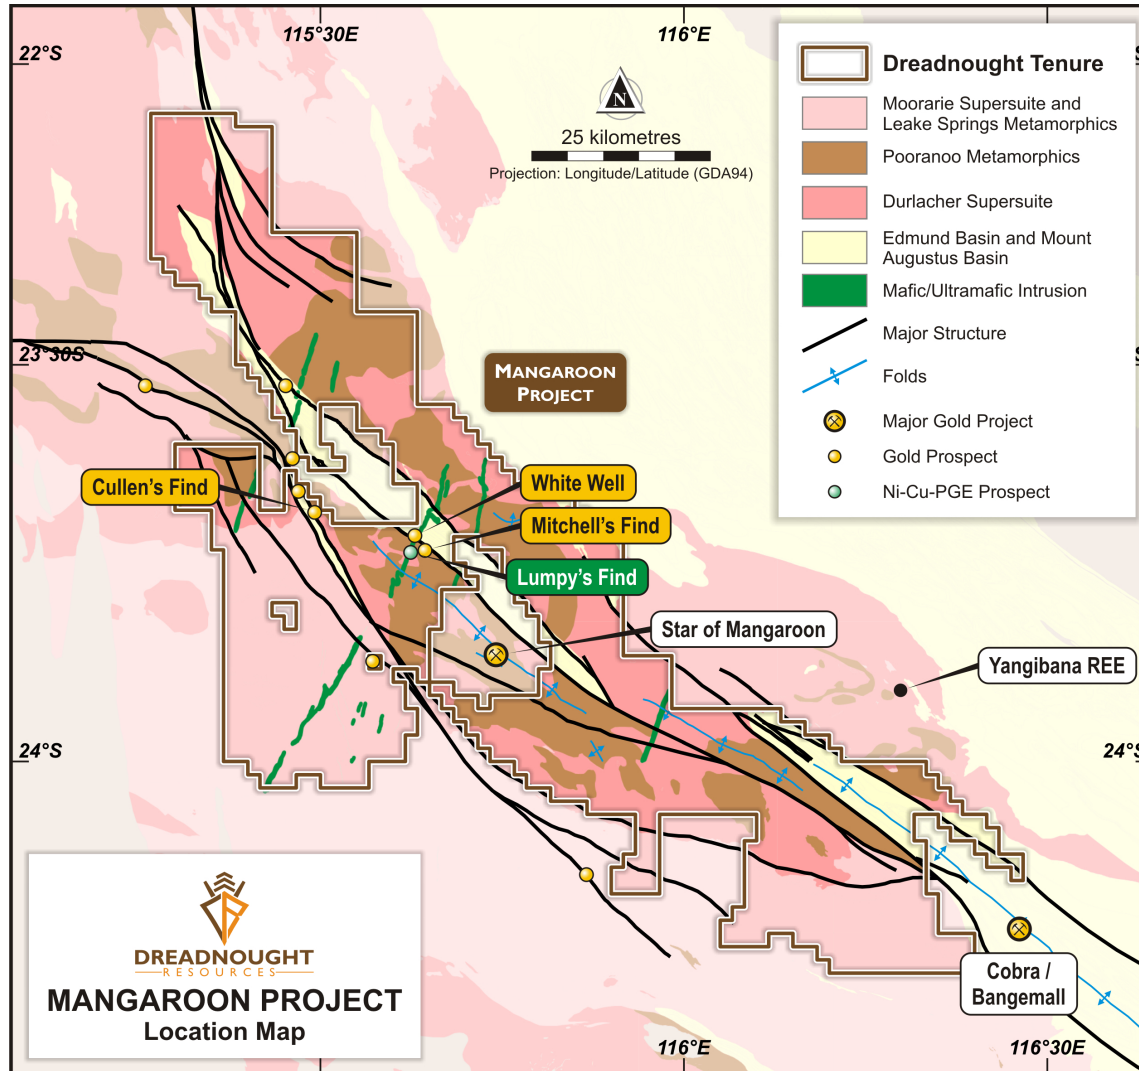 115°30E
116°E
22°S
N
25 kilometres
Projection: Longitude/Latitude (GDA94)
Dreadnought Tenure
Moorarie Supersuite and
Leake Springs Metamorphics
Pooranoo Metamorphics
Durlacher Supersuite
Edmund Basin and Mount
Augustus Basin
Mafic/Ultramafic Intrusion
Major Structure
Folds
Major Gold Project
Gold Prospect
Ni-Cu-PGE Prospect
23°30S
MANGAROON
PROJECT
Cullen's Find
White Well
Mitchell's Find
Lumpy's Find
Star of Mangaroon
Yangibana REE
24°S
24°S
DREADNOUGHT
RESOURCES
MANGAROON PROJECT
Location Map
Cobra /
Bangemall
116°E
116°30E